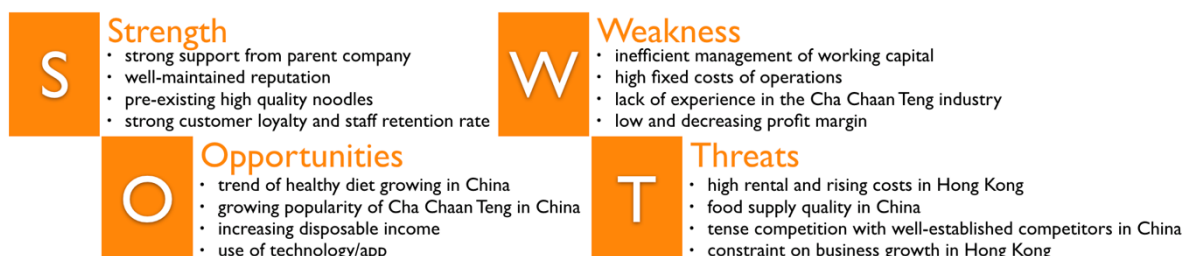 S
Strength
• strong support from parent company
• well-maintained reputation
• pre-existing high quality noodles
• strong customer loyalty and staff retention rate
W
Weakness
• inefficient management of working capital
• high fixed costs of operations
• lack of experience in the Cha Chaan Teng industry
• low and decreasing profit margin
O
Opportunities
• trend of healthy diet growing in China
• growing popularity of Cha Chaan Teng in China
• increasing disposable income
• use of technology/app
T
Threats
• high rental and rising costs in Hong Kong
• food supply quality in China
• tense competition with well-established competitors in China
• constraint on business growth in Hong Kong